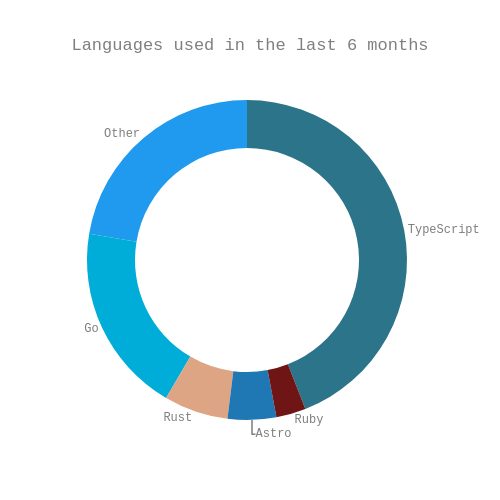 Languages used in the last 6 months
Other
TypeScript
Go
Rust
Ruby
Astro